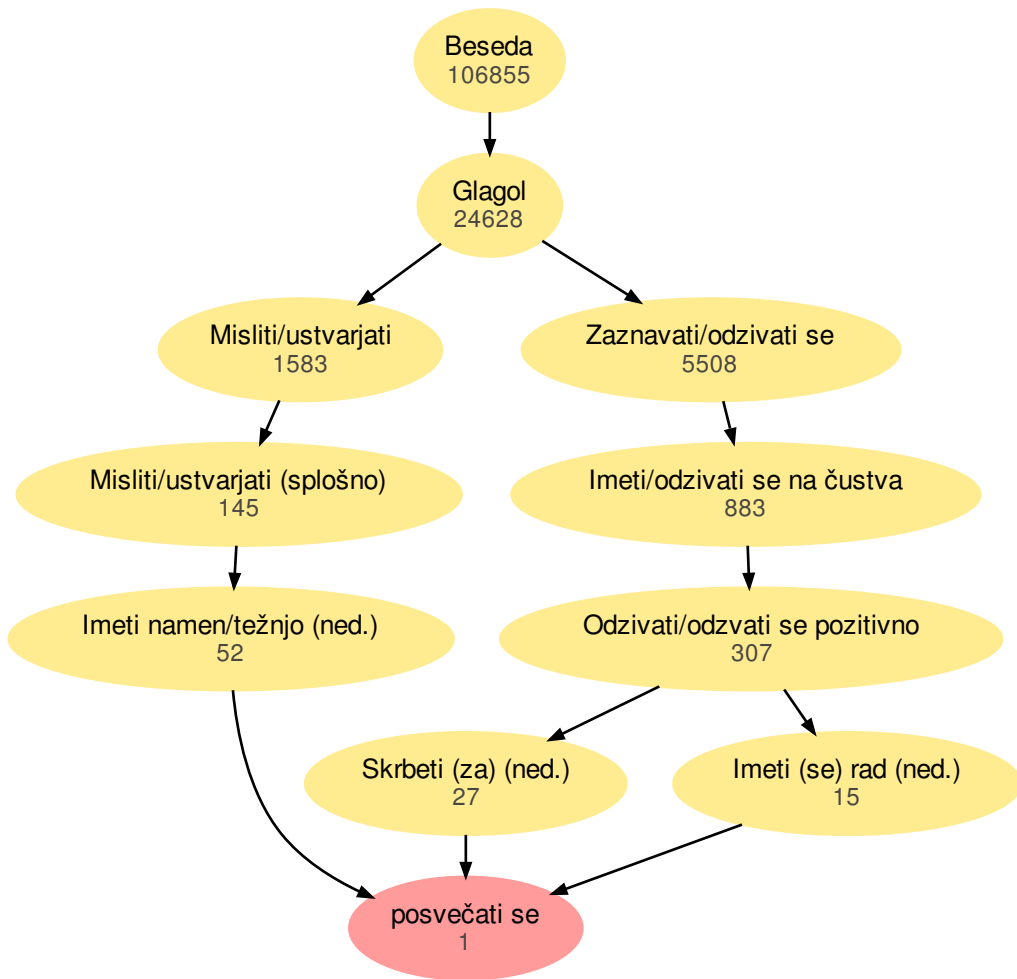 Beseda
106855
Glagol
24628
Misliti/ustvarjati
1583
Zaznavati/odzivati se
5508
Misliti/ustvarjati (splošno)
145
Imeti/odzivati se na čustva
883
Imeti namen/težnjo (ned.)
52
Odzivati/odzvati se pozitivno
307
Skrbeti (za) (ned.)
27
Imeti (se) rad (ned.)
15
posvečati se
1